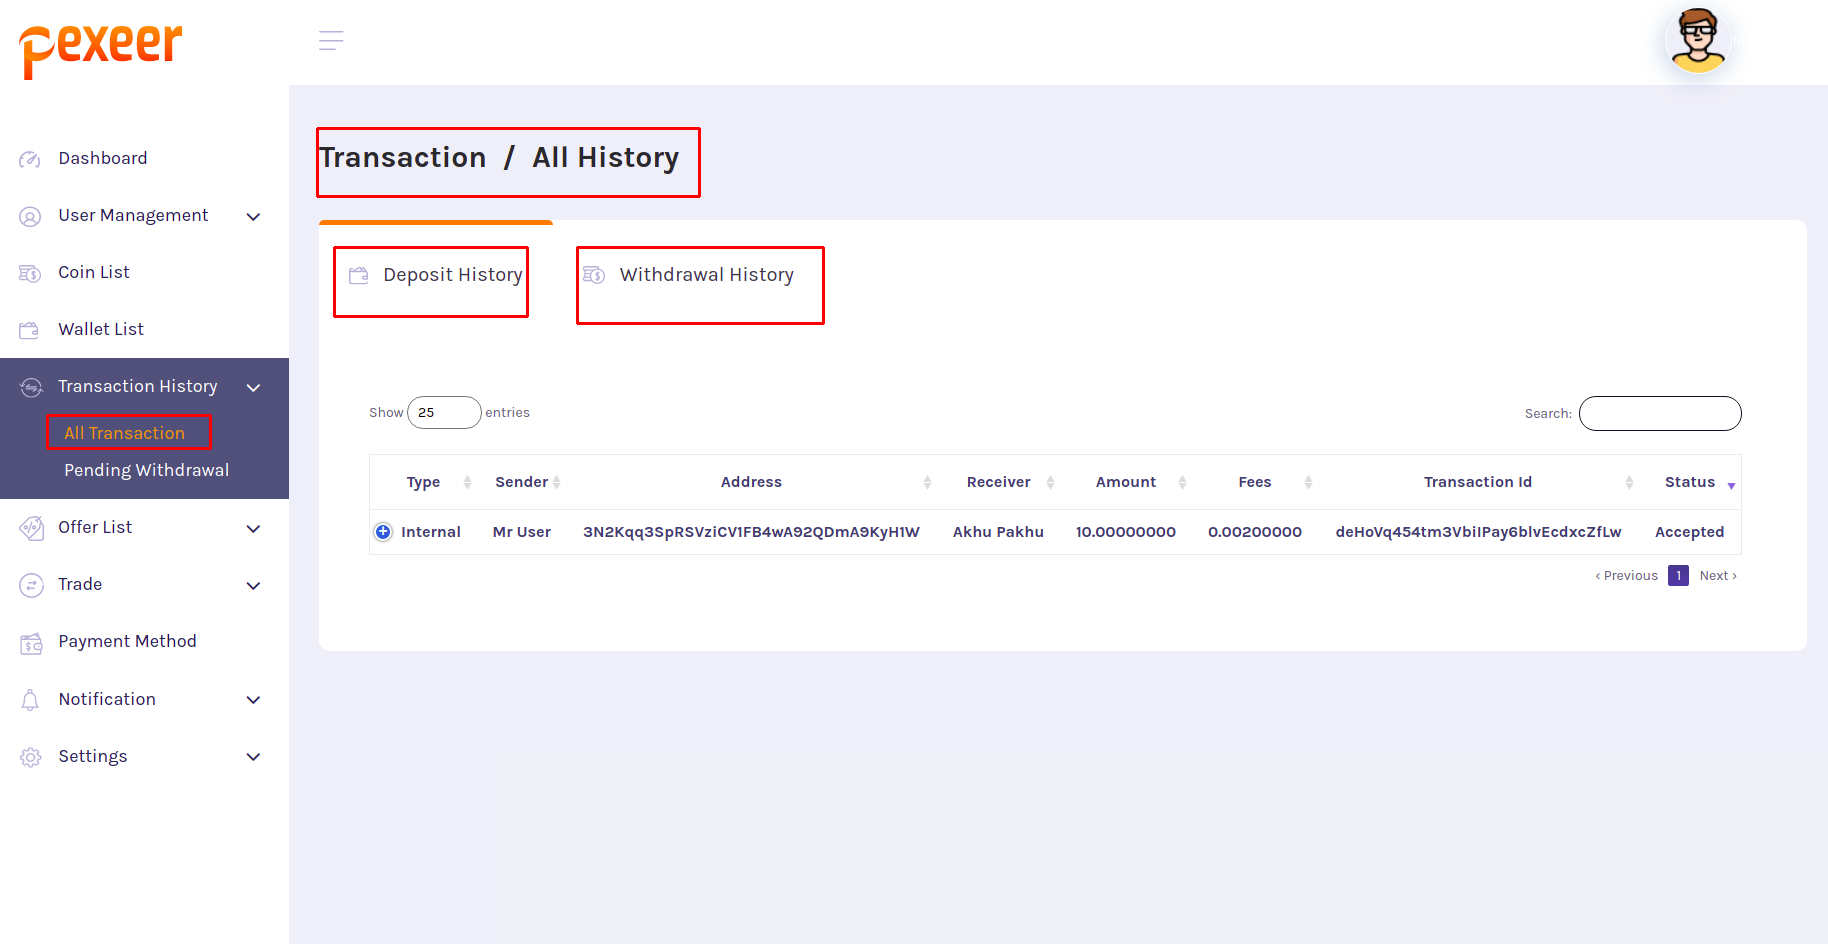 pexeer
Dashboard
User Management
Coin List
Wallet List
Transaction History
All Transaction
Pending Withdrawal
Offer List
Trade
Payment Method
Notification
Settings
Transaction / All History
Deposit History
Withdrawal History
Show 25 entries
Search:
Type Sender Address Receiver Amount Fees Transaction Id Status
Internal Mr User 3N2Kqq3SpRSVziCV1FB4wA92QDmA9KyH1W Akhu Pakhu 10.00000000 0.00200000 deHoVq454tm3VbiIPay6blvEcdxcZfLw Accepted
‹ Previous 1 Next ›